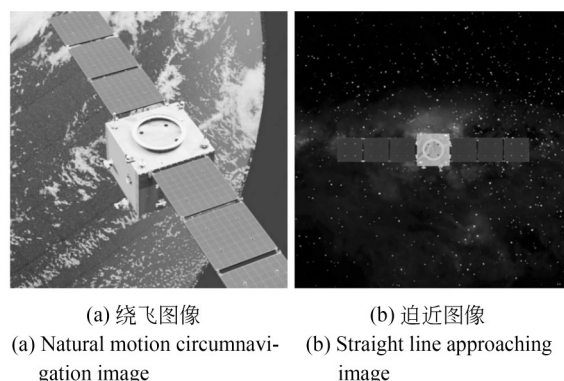 (a) 绕飞图像
(a) Natural motion circumnavi-
gation image
(b) 迫近图像
(b) Straight line approaching
image